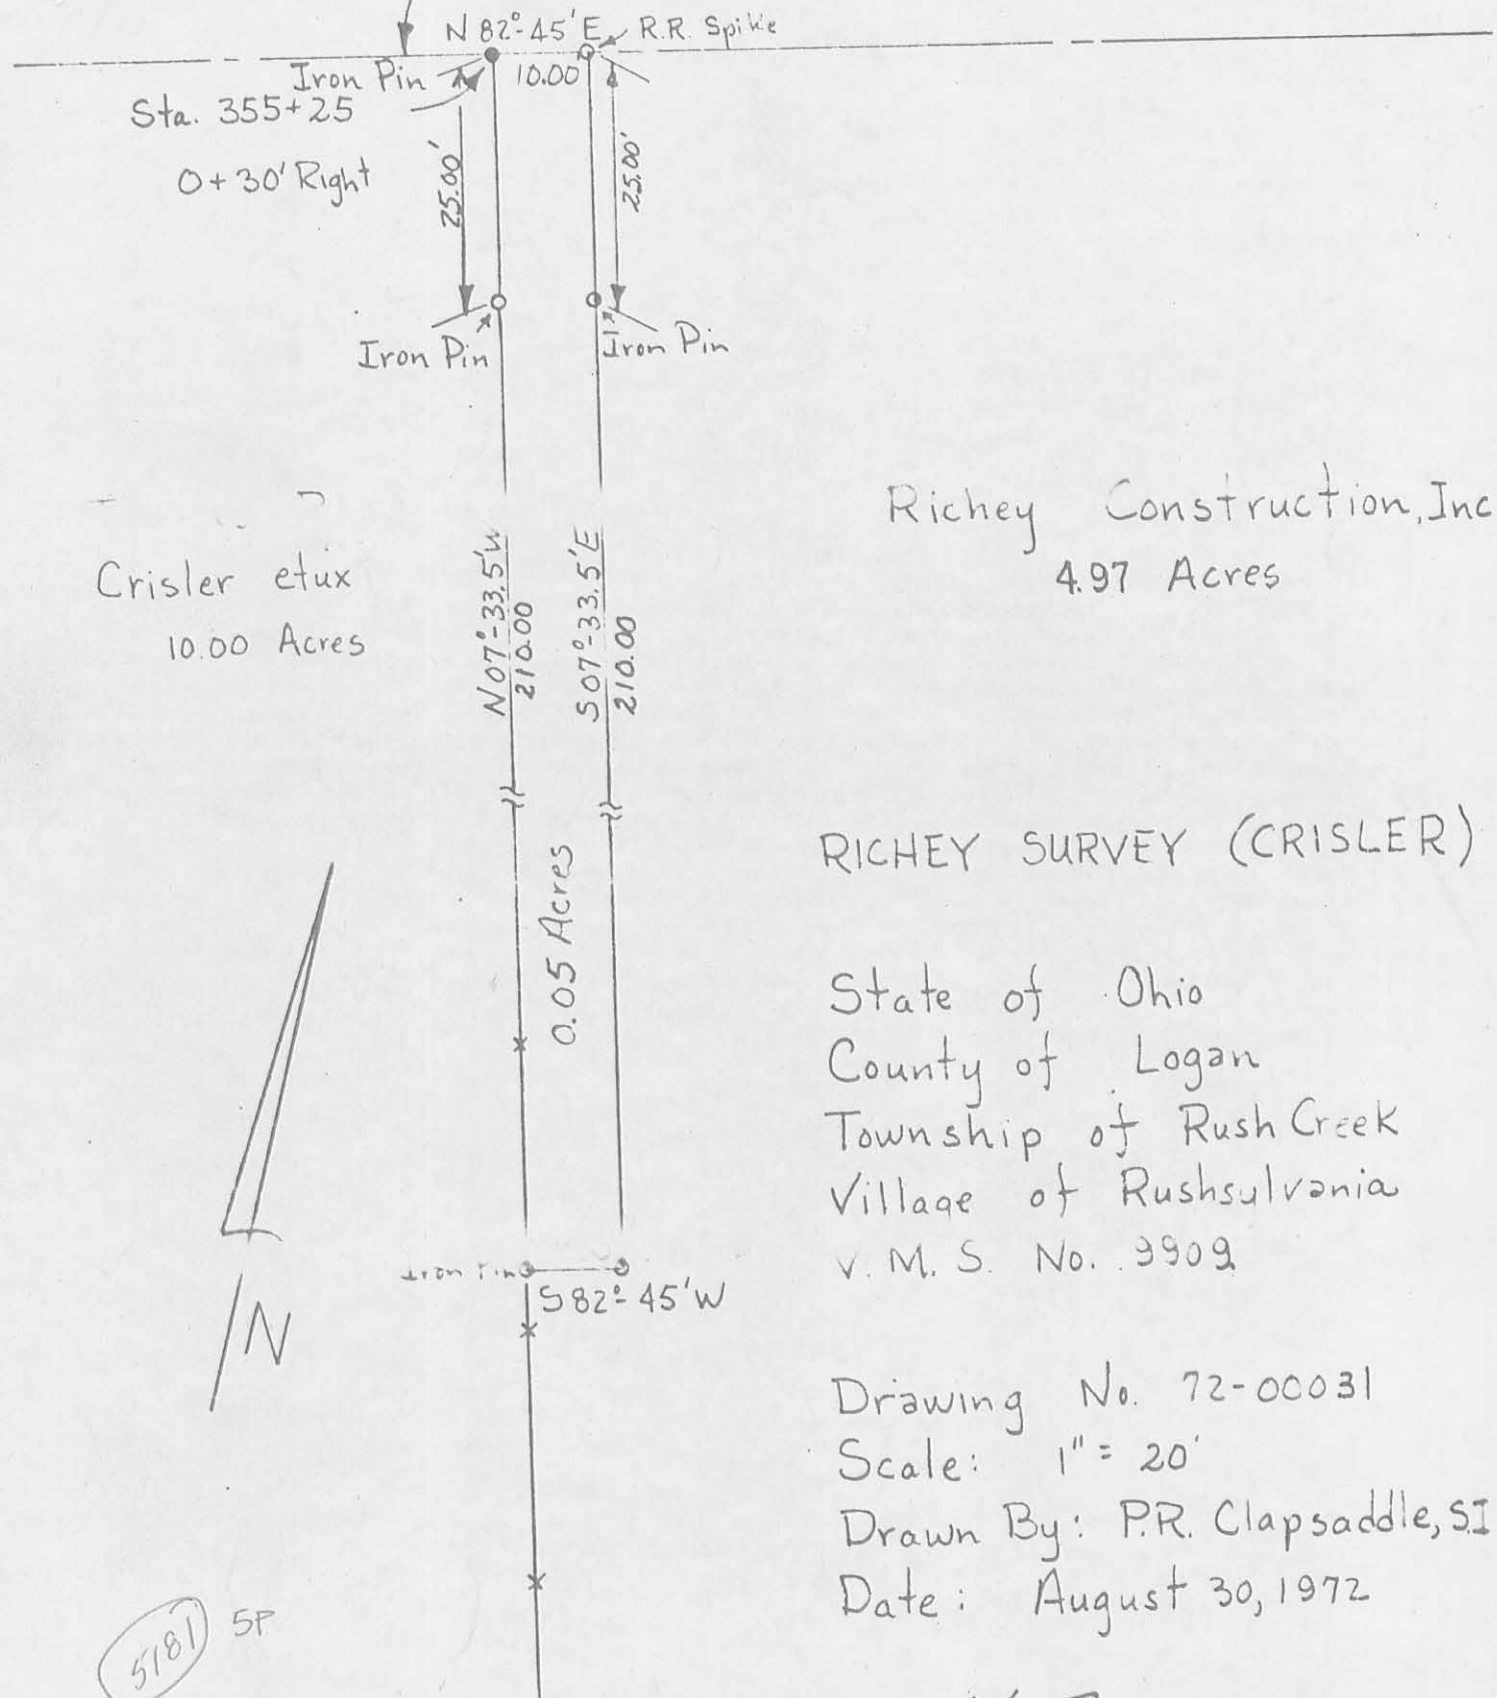 N 82°-45' E
R.R. Spike
Iron Pin
10.00'
Sta. 355+25
0+30' Right
25.00'
25.00'
Iron Pin
Iron Pin
Richey Construction, Inc
4.97 Acres
Crisler etux
10.00 Acres
N07°-33.5'W
210.00
S07°-33.5'E
210.00
RICHEY SURVEY (CRISLER)
0.05 Acres
State of Ohio
County of Logan
Township of Rush Creek
Village of Rushsulvania
V. M. S. No. 9909
Iron Pin
S 82°-45' W
N
Drawing No. 72-00031
Scale: 1" = 20'
Drawn By: P.R. Clapsaddle, S.I
Date: August 30, 1972
5181
5P